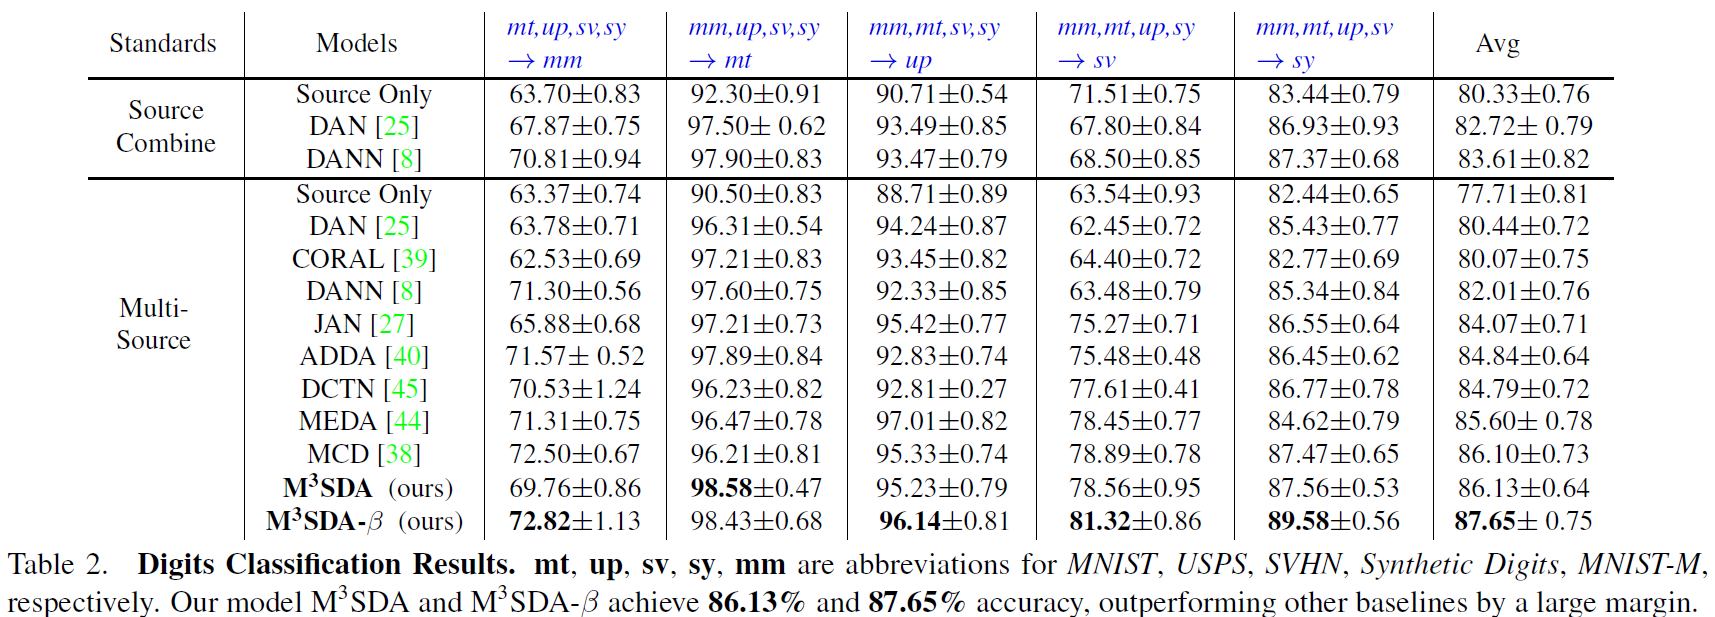 Standards Models mt,up,sv,sy → mm mm,up,sv,sy → mt mm,mt,sv,sy → up mm,mt,up,sy → sv mm,mt,up,sv → sy Avg
Source Combine
Source Only 63.70±0.83 92.30±0.91 90.71±0.54 71.51±0.75 83.44±0.79 80.33±0.76
DAN [25] 67.87±0.75 97.50± 0.62 93.49±0.85 67.80±0.84 86.93±0.93 82.72± 0.79
DANN [8] 70.81±0.94 97.90±0.83 93.47±0.79 68.50±0.85 87.37±0.68 83.61±0.82
Multi-Source
Source Only 63.37±0.74 90.50±0.83 88.71±0.89 63.54±0.93 82.44±0.65 77.71±0.81
DAN [25] 63.78±0.71 96.31±0.54 94.24±0.87 62.45±0.72 85.43±0.77 80.44±0.72
CORAL [39] 62.53±0.69 97.21±0.83 93.45±0.82 64.40±0.72 82.77±0.69 80.07±0.75
DANN [8] 71.30±0.56 97.60±0.75 92.33±0.85 63.48±0.79 85.34±0.84 82.01±0.76
JAN [27] 65.88±0.68 97.21±0.73 95.42±0.77 75.27±0.71 86.55±0.64 84.07±0.71
ADDA [40] 71.57± 0.52 97.89±0.84 92.83±0.74 75.48±0.48 86.45±0.62 84.84±0.64
DCTN [45] 70.53±1.24 96.23±0.82 92.81±0.27 77.61±0.41 86.77±0.78 84.79±0.72
MEDA [44] 71.31±0.75 96.47±0.78 97.01±0.82 78.45±0.77 84.62±0.79 85.60± 0.78
MCD [38] 72.50±0.67 96.21±0.81 95.33±0.74 78.89±0.78 87.47±0.65 86.10±0.73
M³SDA (ours) 69.76±0.86 98.58±0.47 95.23±0.79 78.56±0.95 87.56±0.53 86.13±0.64
M³SDA-β (ours) 72.82±1.13 98.43±0.68 96.14±0.81 81.32±0.86 89.58±0.56 87.65± 0.75
Table 2. Digits Classification Results. mt, up, sv, sy, mm are abbreviations for MNIST, USPS, SVHN, Synthetic Digits, MNIST-M,
respectively. Our model M³SDA and M³SDA-β achieve 86.13% and 87.65% accuracy, outperforming other baselines by a large margin.